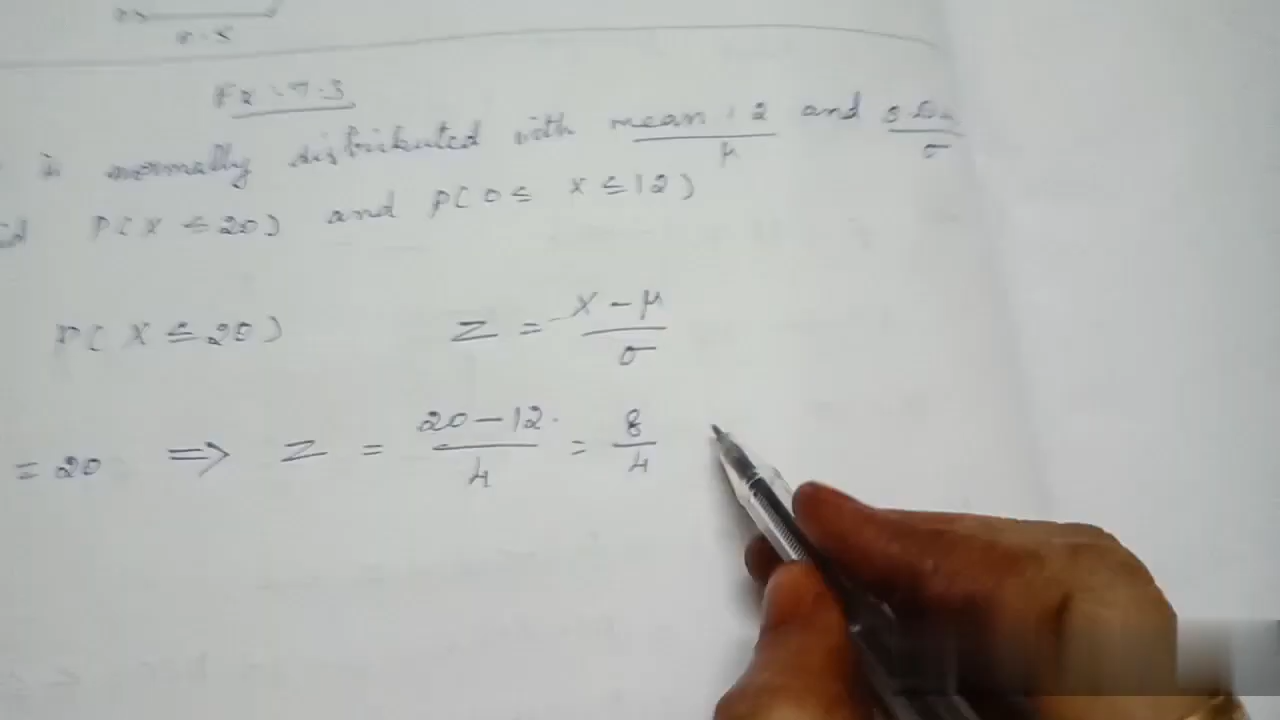 Ex - 7.3
is normally distributed with mean 12 and
μ σ
P(X ≤ 20) and P(0 ≤ X ≤ 12)
P(X ≤ 20) Z = X - μ / σ
= 20 ⇒ Z = 20 - 12 / 4 = 8 / 4